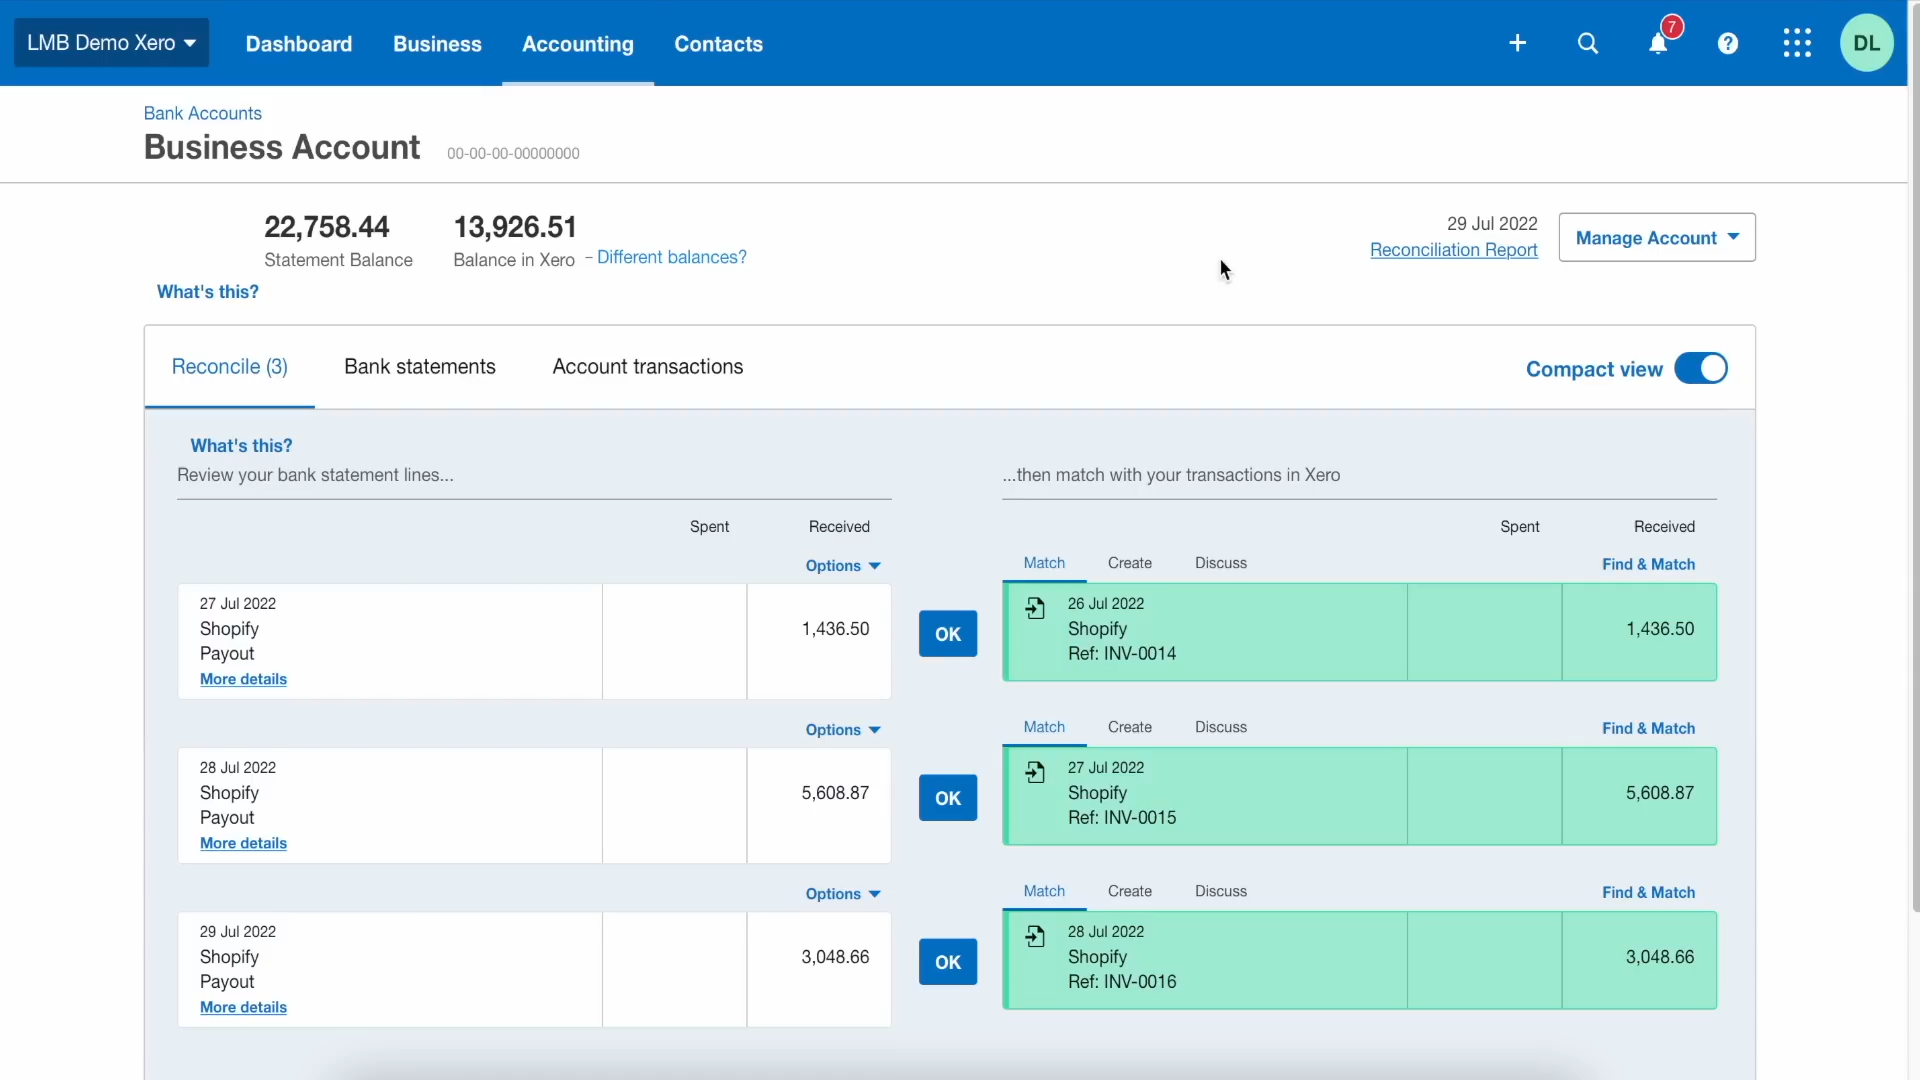 LMB Demo Xero
Dashboard
Business
Accounting
Contacts
7
?
DL
Bank Accounts
Business Account 00-00-00-00000000
22,758.44
Statement Balance
13,926.51
Balance in Xero - Different balances?
What's this?
29 Jul 2022
Reconciliation Report
Manage Account
Reconcile (3)
Bank statements
Account transactions
Compact view
What's this?
Review your bank statement lines...
...then match with your transactions in Xero
Spent Received
Spent Received
Options
Match Create Discuss Find & Match
27 Jul 2022
Shopify
Payout
More details
1,436.50
OK
26 Jul 2022
Shopify
Ref: INV-0014
1,436.50
Options
Match Create Discuss Find & Match
28 Jul 2022
Shopify
Payout
More details
5,608.87
OK
27 Jul 2022
Shopify
Ref: INV-0015
5,608.87
Options
Match Create Discuss Find & Match
29 Jul 2022
Shopify
Payout
More details
3,048.66
OK
28 Jul 2022
Shopify
Ref: INV-0016
3,048.66